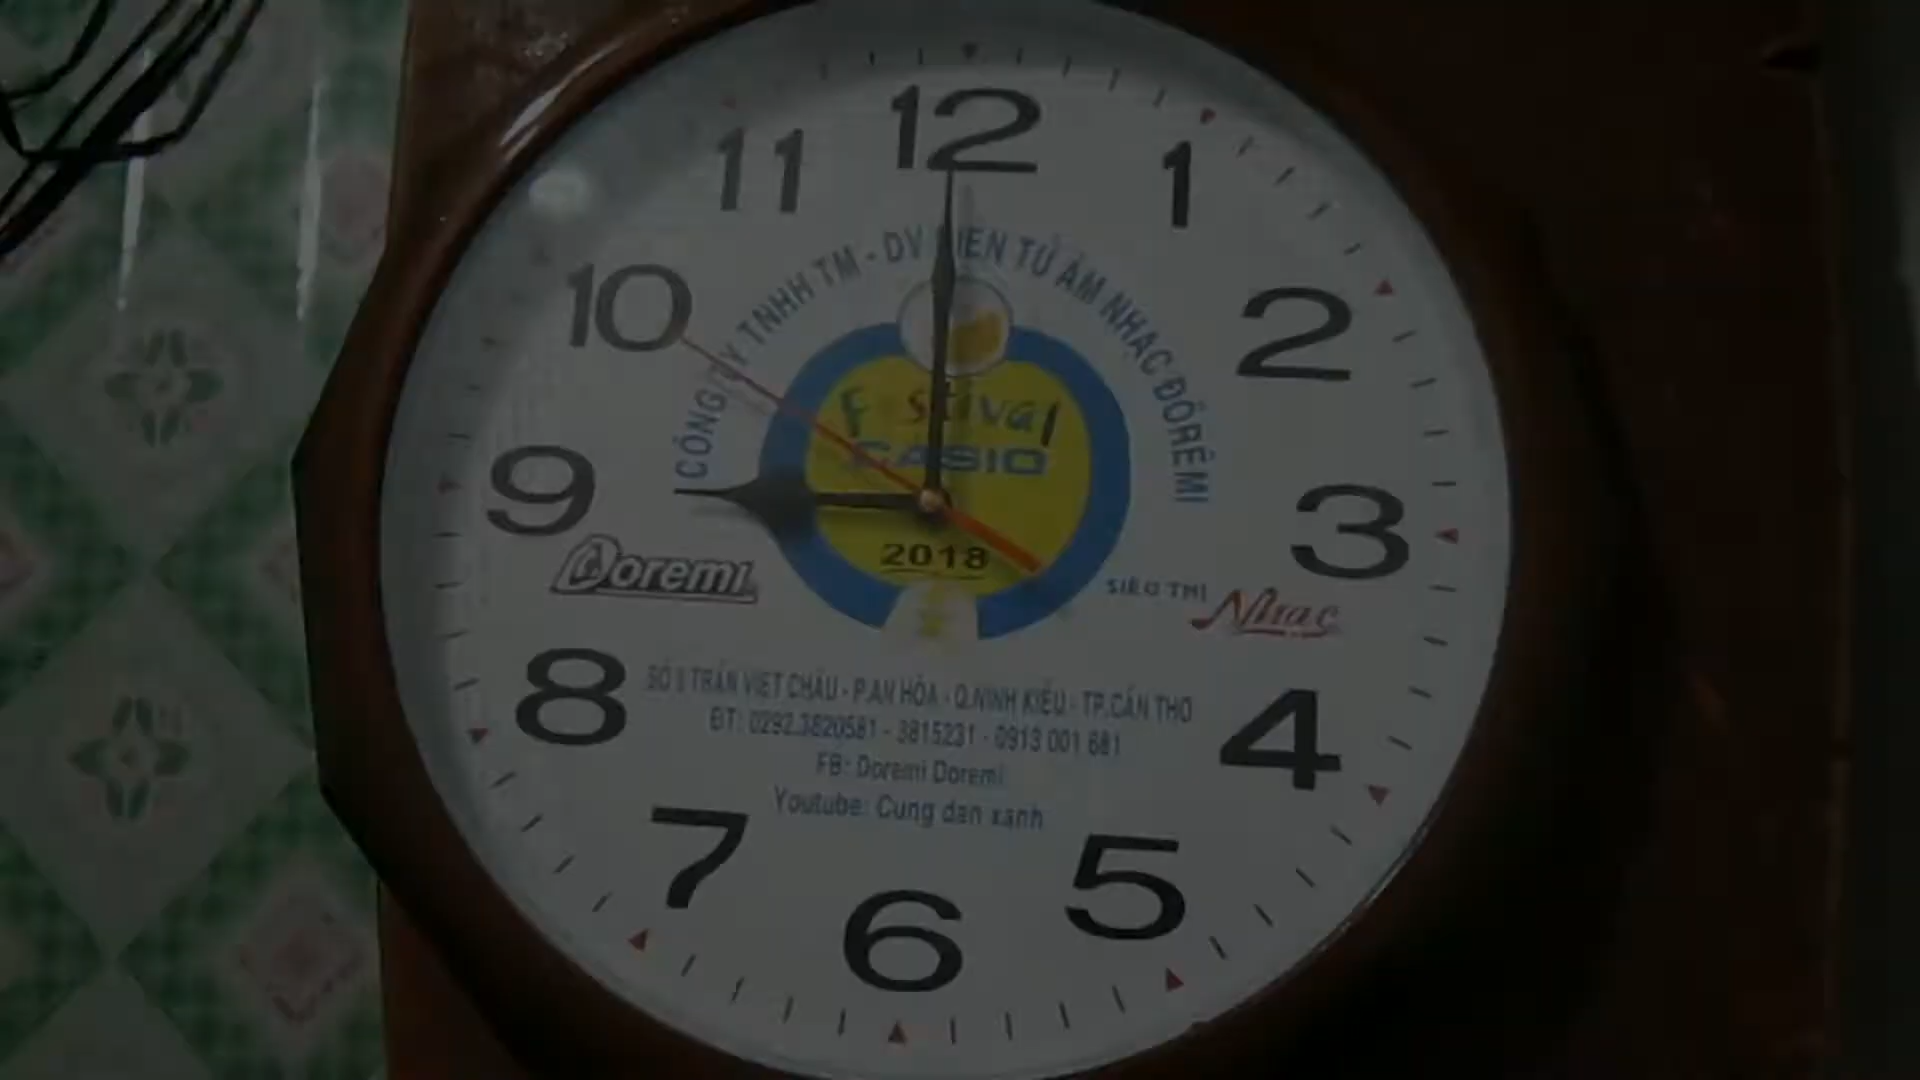 12
11 1
10 2
9 3
8 4
7 5
6
CÔNG TY TNHH TM - DV ĐIỆN TỬ ÂM NHẠC ĐÔRÊMI
Festival
CASIO
2018
Doremi
SIÊU THỊ Nhạc
TRẦN VIỆT CHÂU - P.AN HÒA - Q.NINH KIỀU - TP.CẦN THƠ
ĐT: 0292.3820581 - 3815231 - 0913 001 681
FB: Doremi Doremi
Youtube: Cung dan xanh